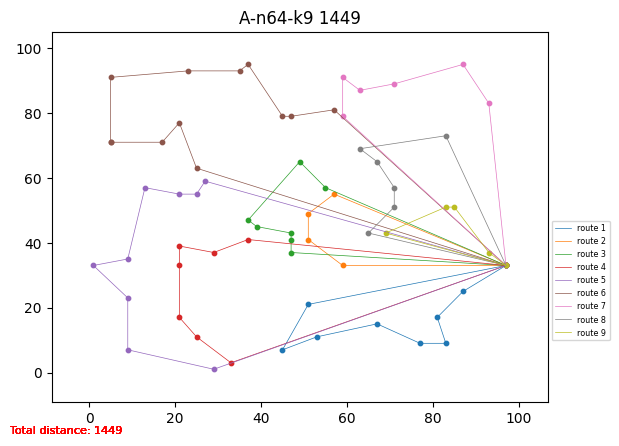 A-n64-k9 1449
100
80
60
40
20
0
0 20 40 60 80 100
route 1
route 2
route 3
route 4
route 5
route 6
route 7
route 8
route 9
Total distance: 1449